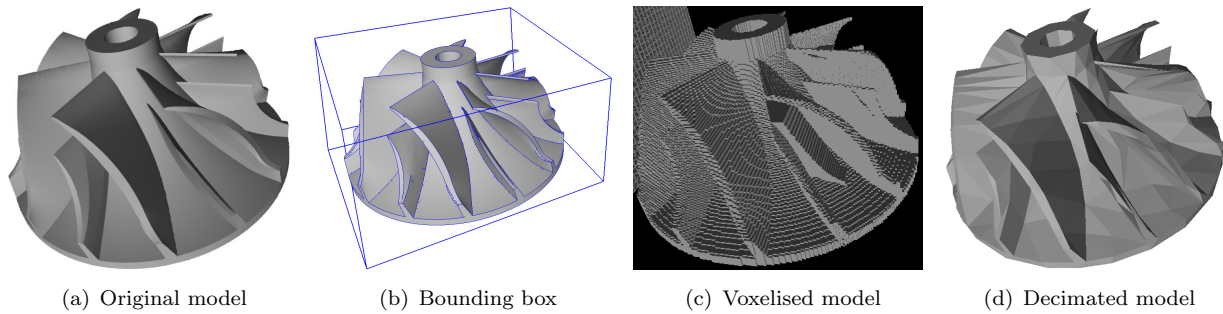 (a) Original model
(b) Bounding box
(c) Voxelised model
(d) Decimated model